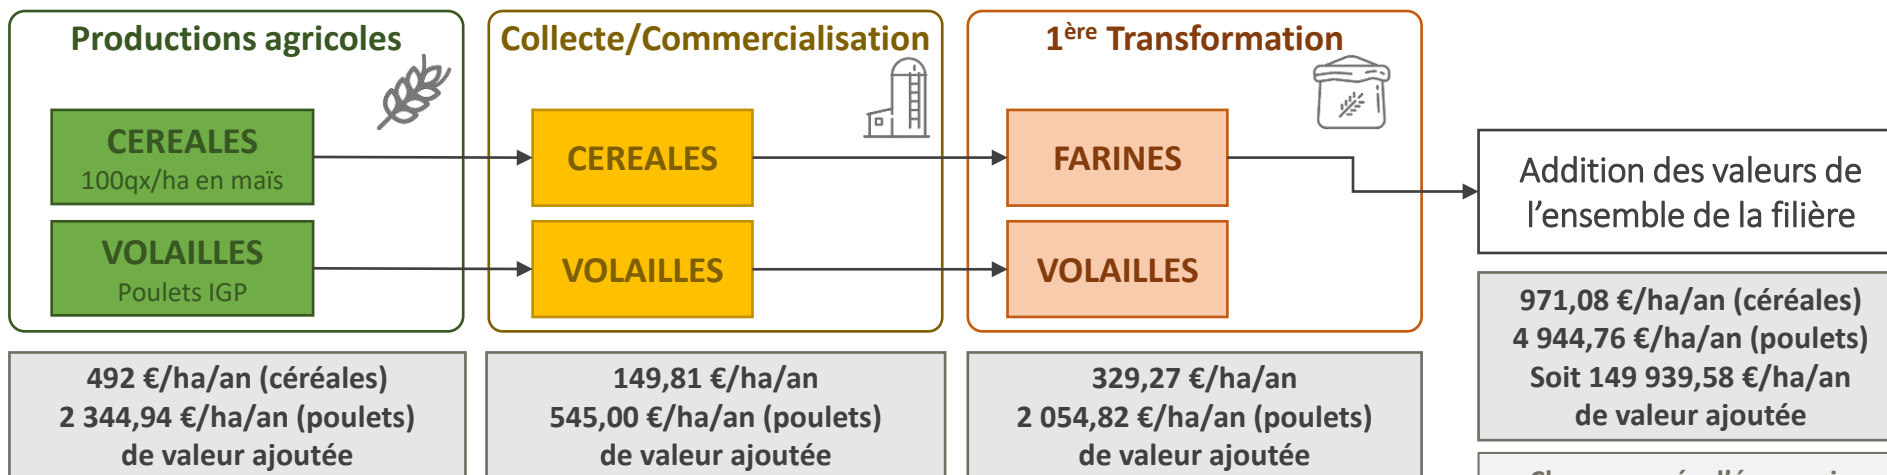 Productions agricoles
CEREALES
100qx/ha en maïs
VOLAILLES
Poulets IGP
492 €/ha/an (céréales)
2 344,94 €/ha/an (poulets)
de valeur ajoutée
Collecte/Commercialisation
CEREALES
VOLAILLES
149,81 €/ha/an
545,00 €/ha/an (poulets)
de valeur ajoutée
1ère Transformation
FARINES
VOLAILLES
329,27 €/ha/an
2 054,82 €/ha/an (poulets)
de valeur ajoutée
Addition des valeurs de
l'ensemble de la filière
971,08 €/ha/an (céréales)
4 944,76 €/ha/an (poulets)
Soit 149 939,58 €/ha/an
de valeur ajoutée